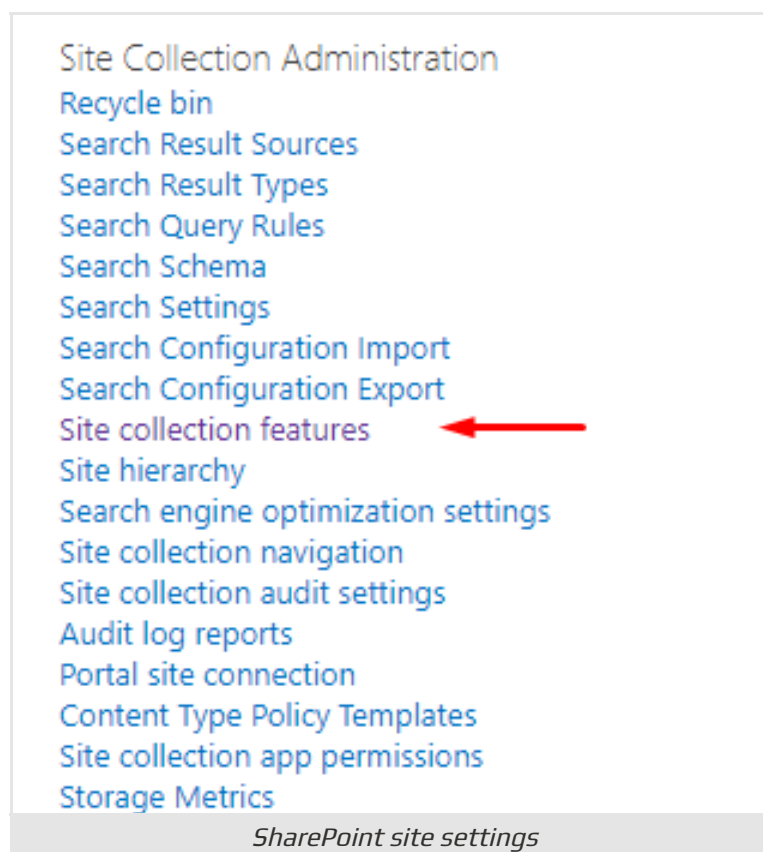 Site Collection Administration
Recycle bin
Search Result Sources
Search Result Types
Search Query Rules
Search Schema
Search Settings
Search Configuration Import
Search Configuration Export
Site collection features
Site hierarchy
Search engine optimization settings
Site collection navigation
Site collection audit settings
Audit log reports
Portal site connection
Content Type Policy Templates
Site collection app permissions
Storage Metrics
SharePoint site settings